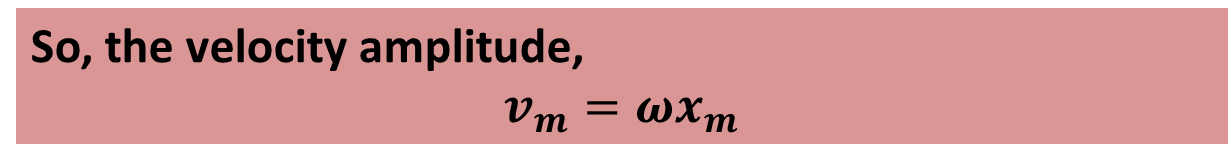 So, the velocity amplitude,
𝒗ₘ = 𝝎𝒙ₘ